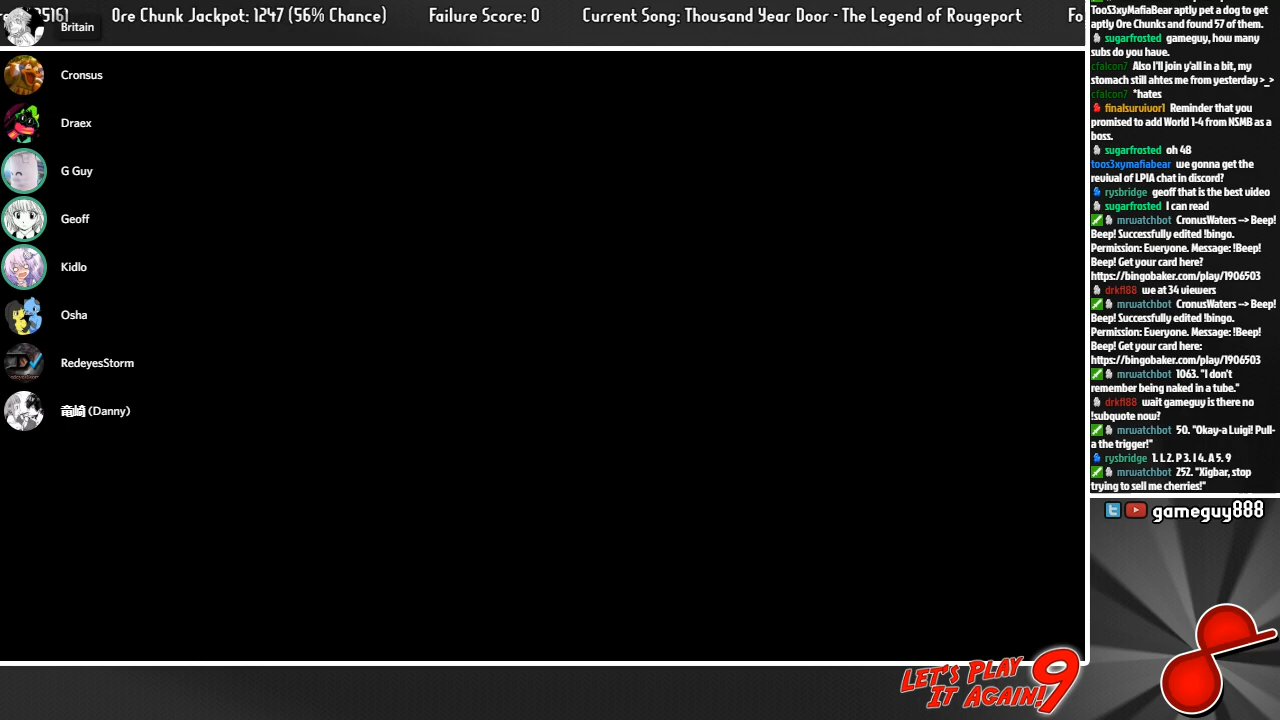 25161 Ore Chunk Jackpot: 1247 (56% Chance) Failure Score: 0 Current Song: Thousand Year Door - The Legend of Rougeport Fo
Britain
Cronsus
Draex
G Guy
Geoff
Kidlo
Osha
RedeyesStorm
竜崎 (Danny)
TooS3xyMafiaBear aptly pet a dog to get
aptly Ore Chunks and found 57 of them.
sugarfrosted gameguy, how many
subs do you have.
cfalcon7 Also I'll join y'all in a bit, my
stomach still ahtes me from yesterday >_>
cfalcon7 *hates
finalsurvivor1 Reminder that you
promised to add World 1-4 from NSMB as a
boss.
sugarfrosted oh 48
toos3xymafiabear we gonna get the
revival of LPIA chat in discord?
rysbridge geoff that is the best video
sugarfrosted I can read
mrwatchbot CronusWaters --> Beep!
Beep! Successfully edited !bingo.
Permission: Everyone. Message: !Beep!
Beep! Get your card here?
https://bingobaker.com/play/1906503
drkfl88 we at 34 viewers
mrwatchbot CronusWaters --> Beep!
Beep! Successfully edited !bingo.
Permission: Everyone. Message: !Beep!
Beep! Get your card here:
https://bingobaker.com/play/1906503
mrwatchbot 1063. "I don't
remember being naked in a tube."
drkfl88 wait gameguy is there no
!subquote now?
mrwatchbot 50. "Okay-a Luigi! Pull-
a the trigger!"
rysbridge 1. L 2. P 3. I 4. A 5. 9
mrwatchbot 252. "Xigbar, stop
trying to sell me cherries!"
gameguy888
LET'S PLAY
IT AGAIN! 9